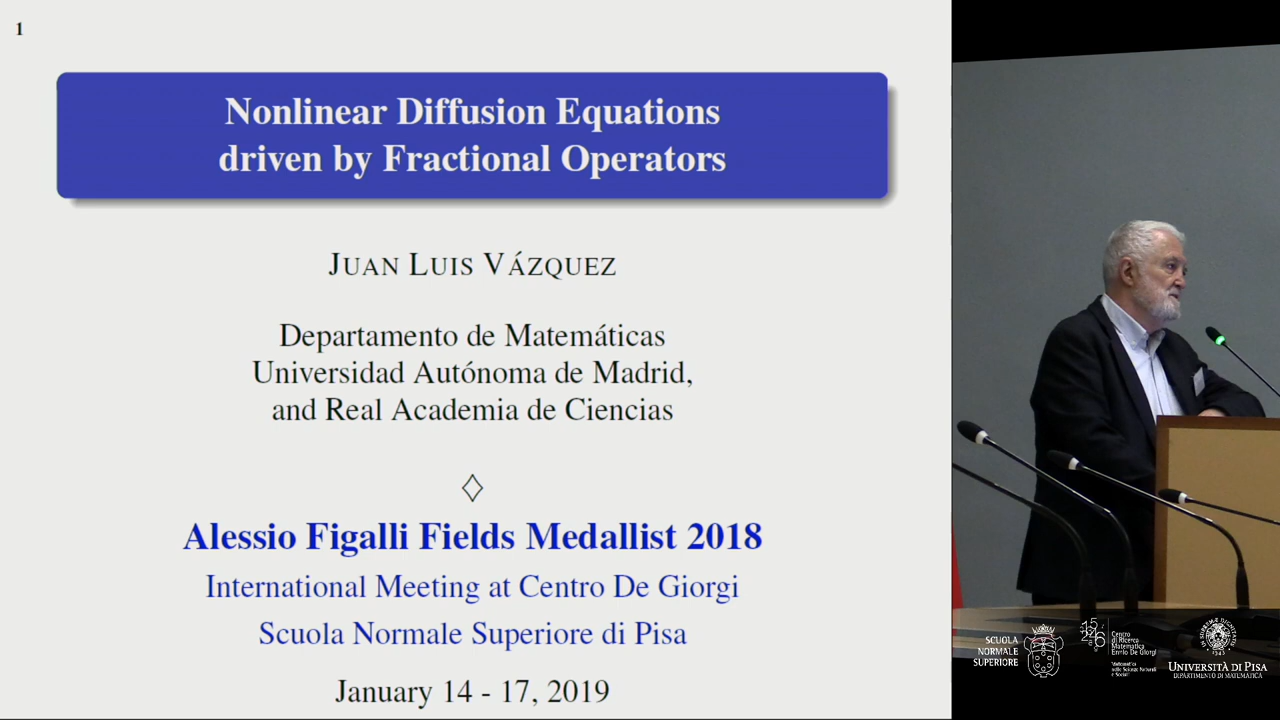 1
Nonlinear Diffusion Equations
driven by Fractional Operators
JUAN LUIS VÁZQUEZ
Departamento de Matemáticas
Universidad Autónoma de Madrid,
and Real Academia de Ciencias
Alessio Figalli Fields Medallist 2018
International Meeting at Centro De Giorgi
Scuola Normale Superiore di Pisa
January 14 - 17, 2019
SCUOLA
NORMALE
SUPERIORE
Centro
di Ricerca
Matematica
Ennio De Giorgi
UNIVERSITÀ DI PISA
DIPARTIMENTO DI MATEMATICA